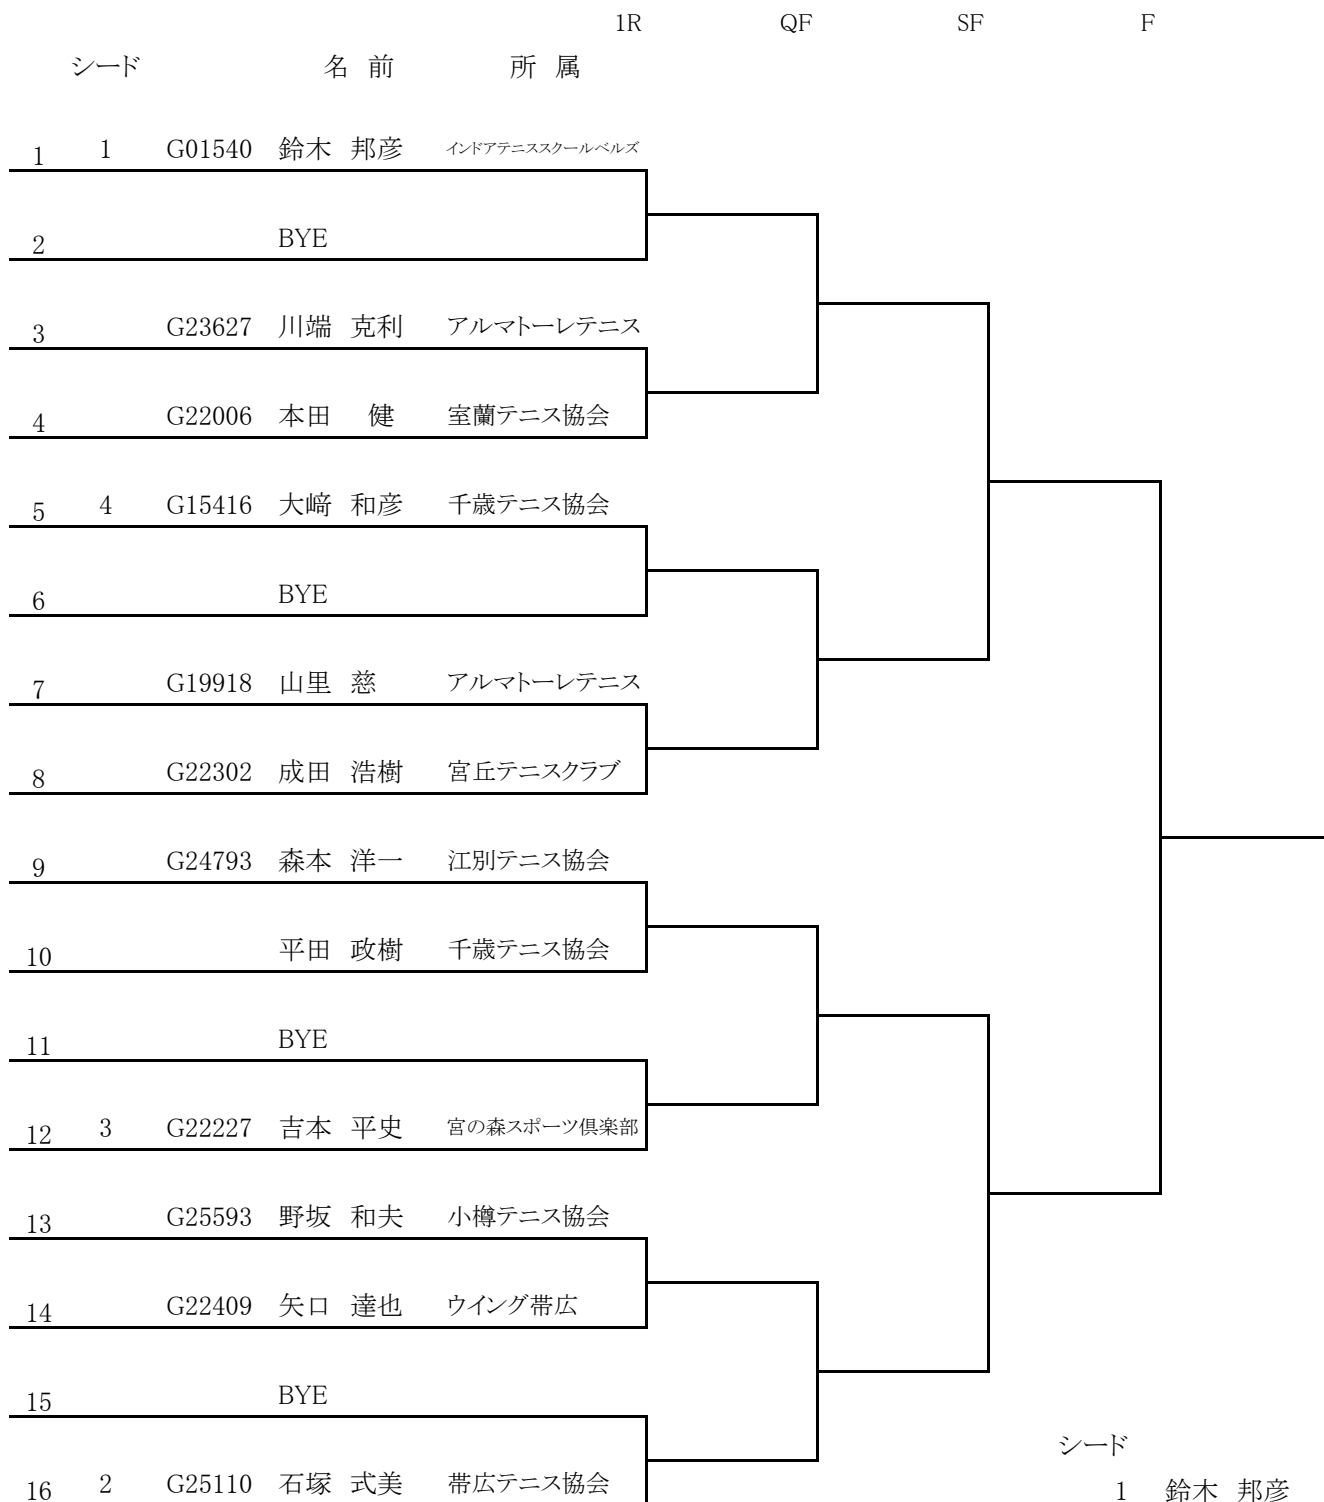 1R QF SF F
シード 名 前 所 属
1 1 G01540 鈴木 邦彦 インドアテニススクールベルズ
2 BYE
3 G23627 川端 克利 アルマトーレテニス
4 G22006 本田 健 室蘭テニス協会
5 4 G15416 大﨑 和彦 千歳テニス協会
6 BYE
7 G19918 山里 慈 アルマトーレテニス
8 G22302 成田 浩樹 宮丘テニスクラブ
9 G24793 森本 洋一 江別テニス協会
10 平田 政樹 千歳テニス協会
11 BYE
12 3 G22227 吉本 平史 宮の森スポーツ倶楽部
13 G25593 野坂 和夫 小樽テニス協会
14 G22409 矢口 達也 ウイング帯広
15 BYE
シード
16 2 G25110 石塚 式美 帯広テニス協会
1 鈴木 邦彦